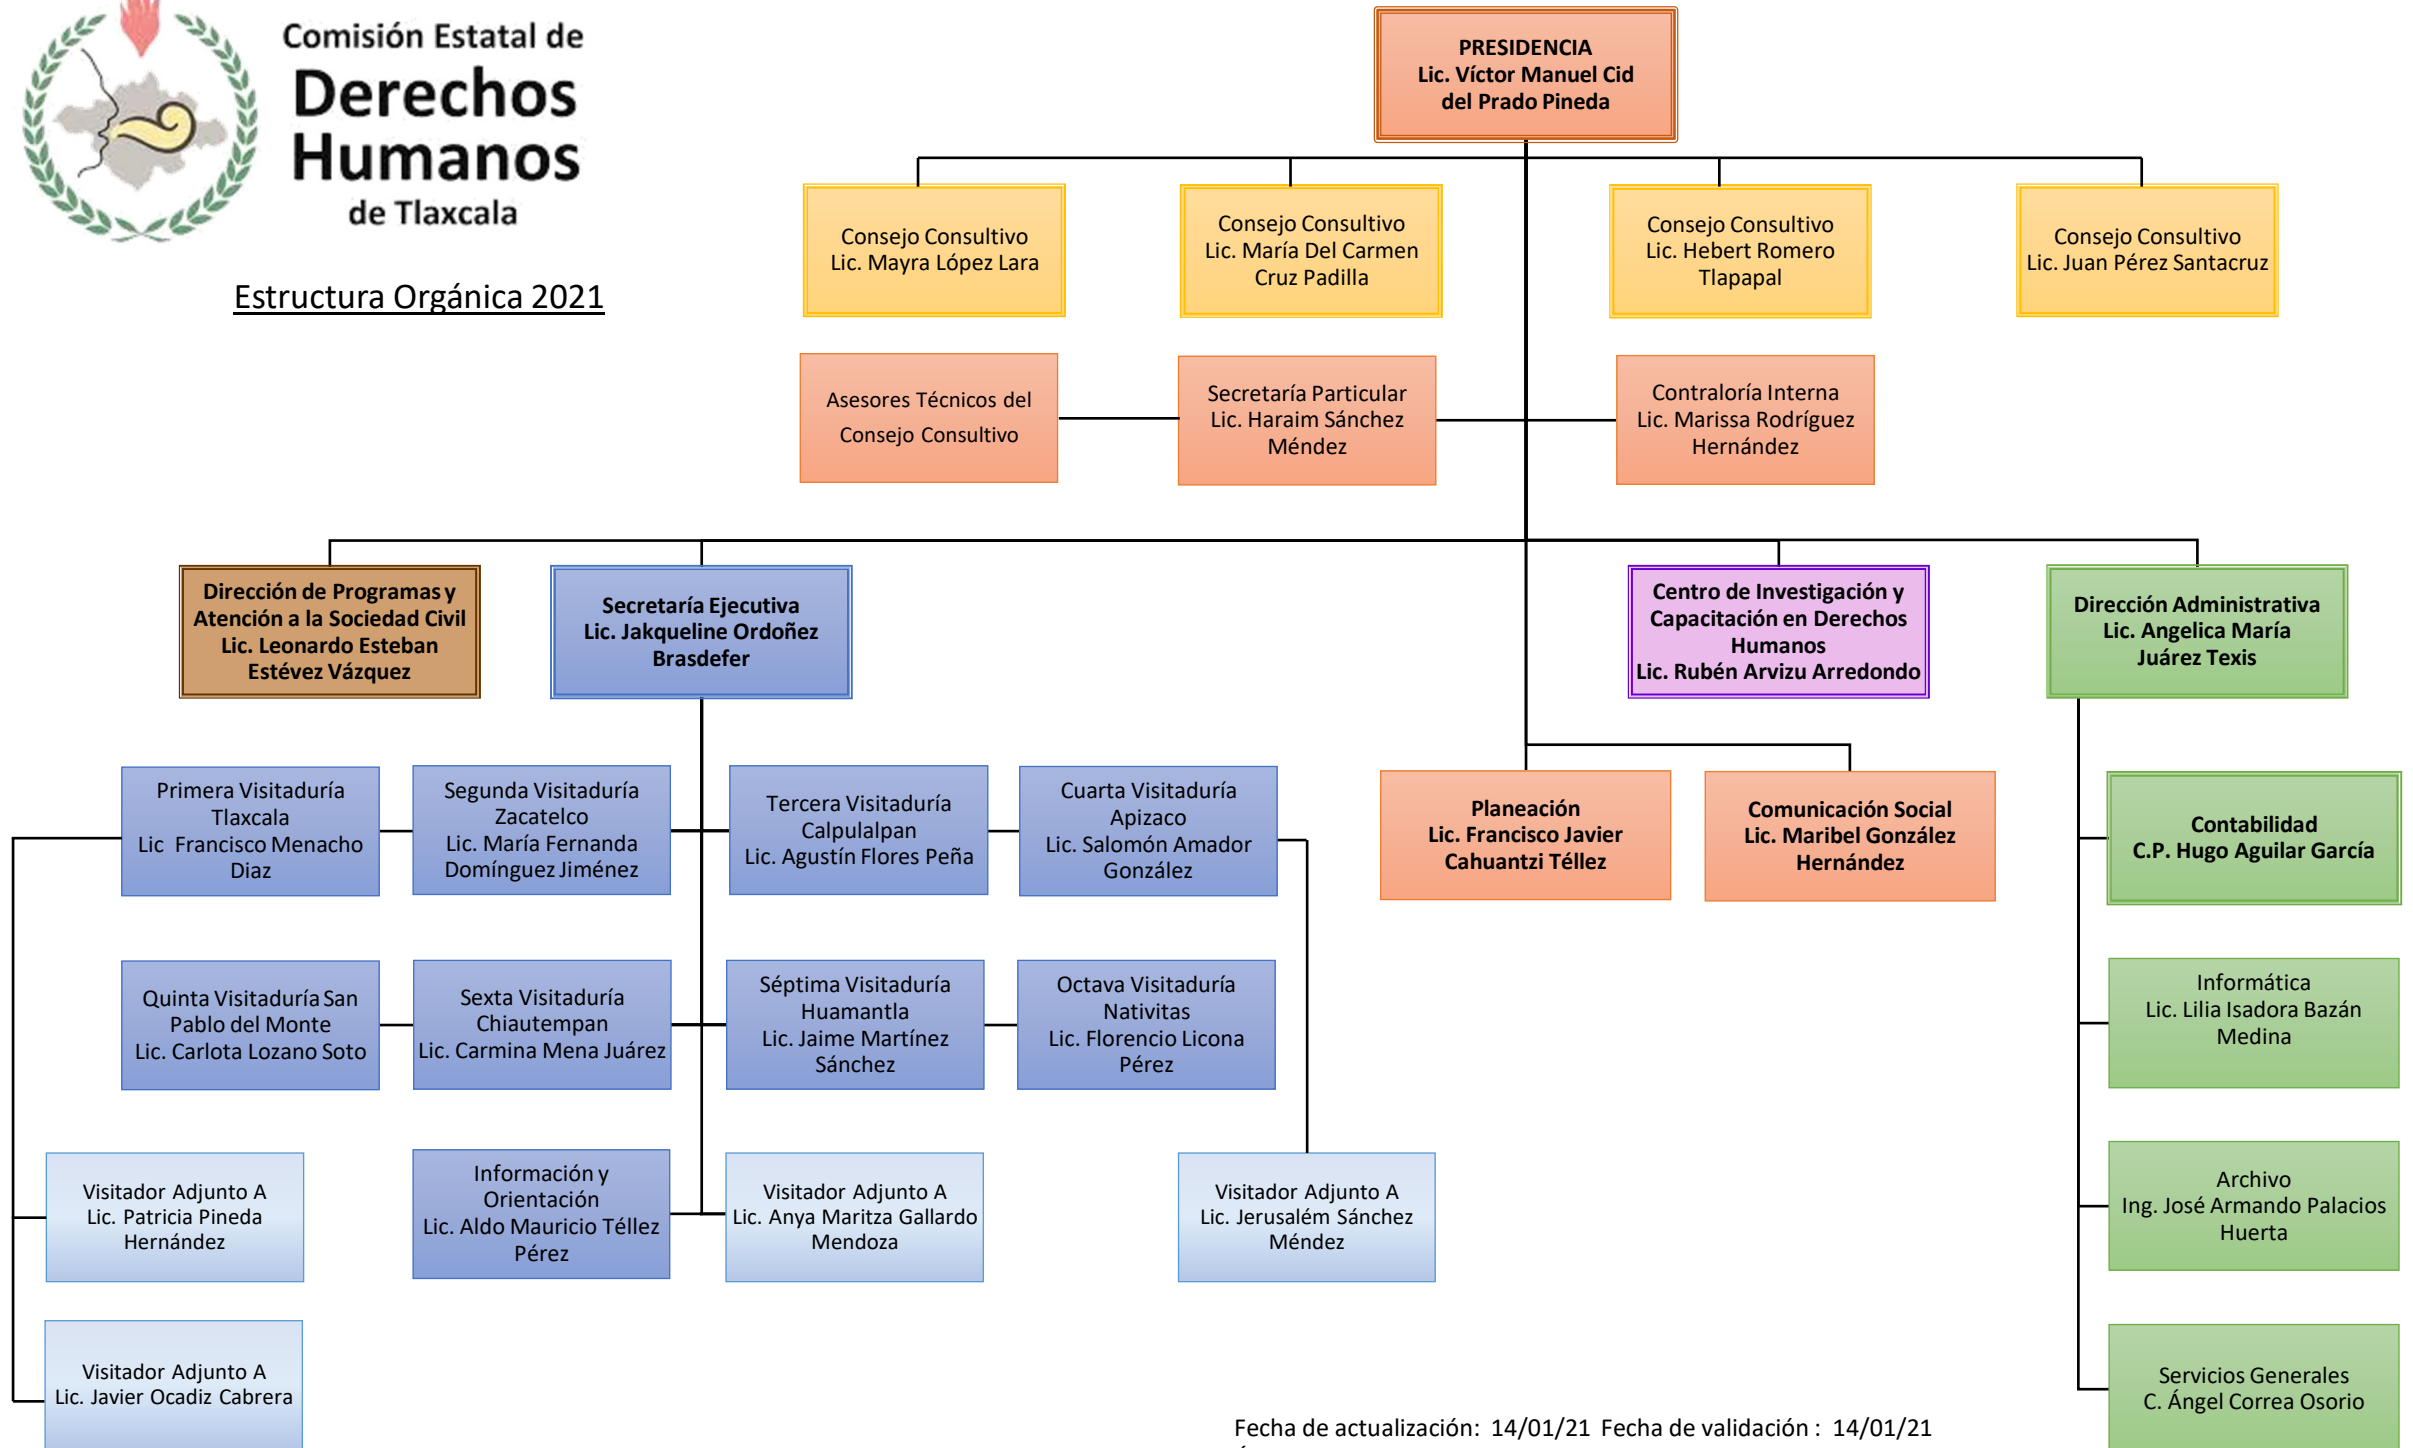 Comisión Estatal de
Derechos
Humanos
de Tlaxcala
Estructura Orgánica 2021
PRESIDENCIA
Lic. Víctor Manuel Cid
del Prado Pineda
Consejo Consultivo
Lic. Mayra López Lara
Consejo Consultivo
Lic. María Del Carmen
Cruz Padilla
Consejo Consultivo
Lic. Hebert Romero
Tlapapal
Consejo Consultivo
Lic. Juan Pérez Santacruz
Asesores Técnicos del
Consejo Consultivo
Secretaría Particular
Lic. Haraim Sánchez
Méndez
Contraloría Interna
Lic. Marissa Rodríguez
Hernández
Dirección de Programas y
Atención a la Sociedad Civil
Lic. Leonardo Esteban
Estévez Vázquez
Secretaría Ejecutiva
Lic. Jakqueline Ordoñez
Brasdefer
Centro de Investigación y
Capacitación en Derechos
Humanos
Lic. Rubén Arvizu Arredondo
Dirección Administrativa
Lic. Angelica María
Juárez Texis
Primera Visitaduría
Tlaxcala
Lic  Francisco Menacho
Diaz
Segunda Visitaduría
Zacatelco
Lic. María Fernanda
Domínguez Jiménez
Tercera Visitaduría
Calpulalpan
Lic. Agustín Flores Peña
Cuarta Visitaduría
Apizaco
Lic. Salomón Amador
González
Planeación
Lic. Francisco Javier
Cahuantzi Téllez
Comunicación Social
Lic. Maribel González
Hernández
Contabilidad
C.P. Hugo Aguilar García
Quinta Visitaduría San
Pablo del Monte
Lic. Carlota Lozano Soto
Sexta Visitaduría
Chiautempan
Lic. Carmina Mena Juárez
Séptima Visitaduría
Huamantla
Lic. Jaime Martínez
Sánchez
Octava Visitaduría
Nativitas
Lic. Florencio Licona
Pérez
Informática
Lic. Lilia Isadora Bazán
Medina
Visitador Adjunto A
Lic. Patricia Pineda
Hernández
Información y
Orientación
Lic. Aldo Mauricio Téllez
Pérez
Visitador Adjunto A
Lic. Anya Maritza Gallardo
Mendoza
Visitador Adjunto A
Lic. Jerusalém Sánchez
Méndez
Archivo
Ing. José Armando Palacios
Huerta
Visitador Adjunto A
Lic. Javier Ocadiz Cabrera
Servicios Generales
C. Ángel Correa Osorio
Fecha de actualización:  14/01/21  Fecha de validación :  14/01/21